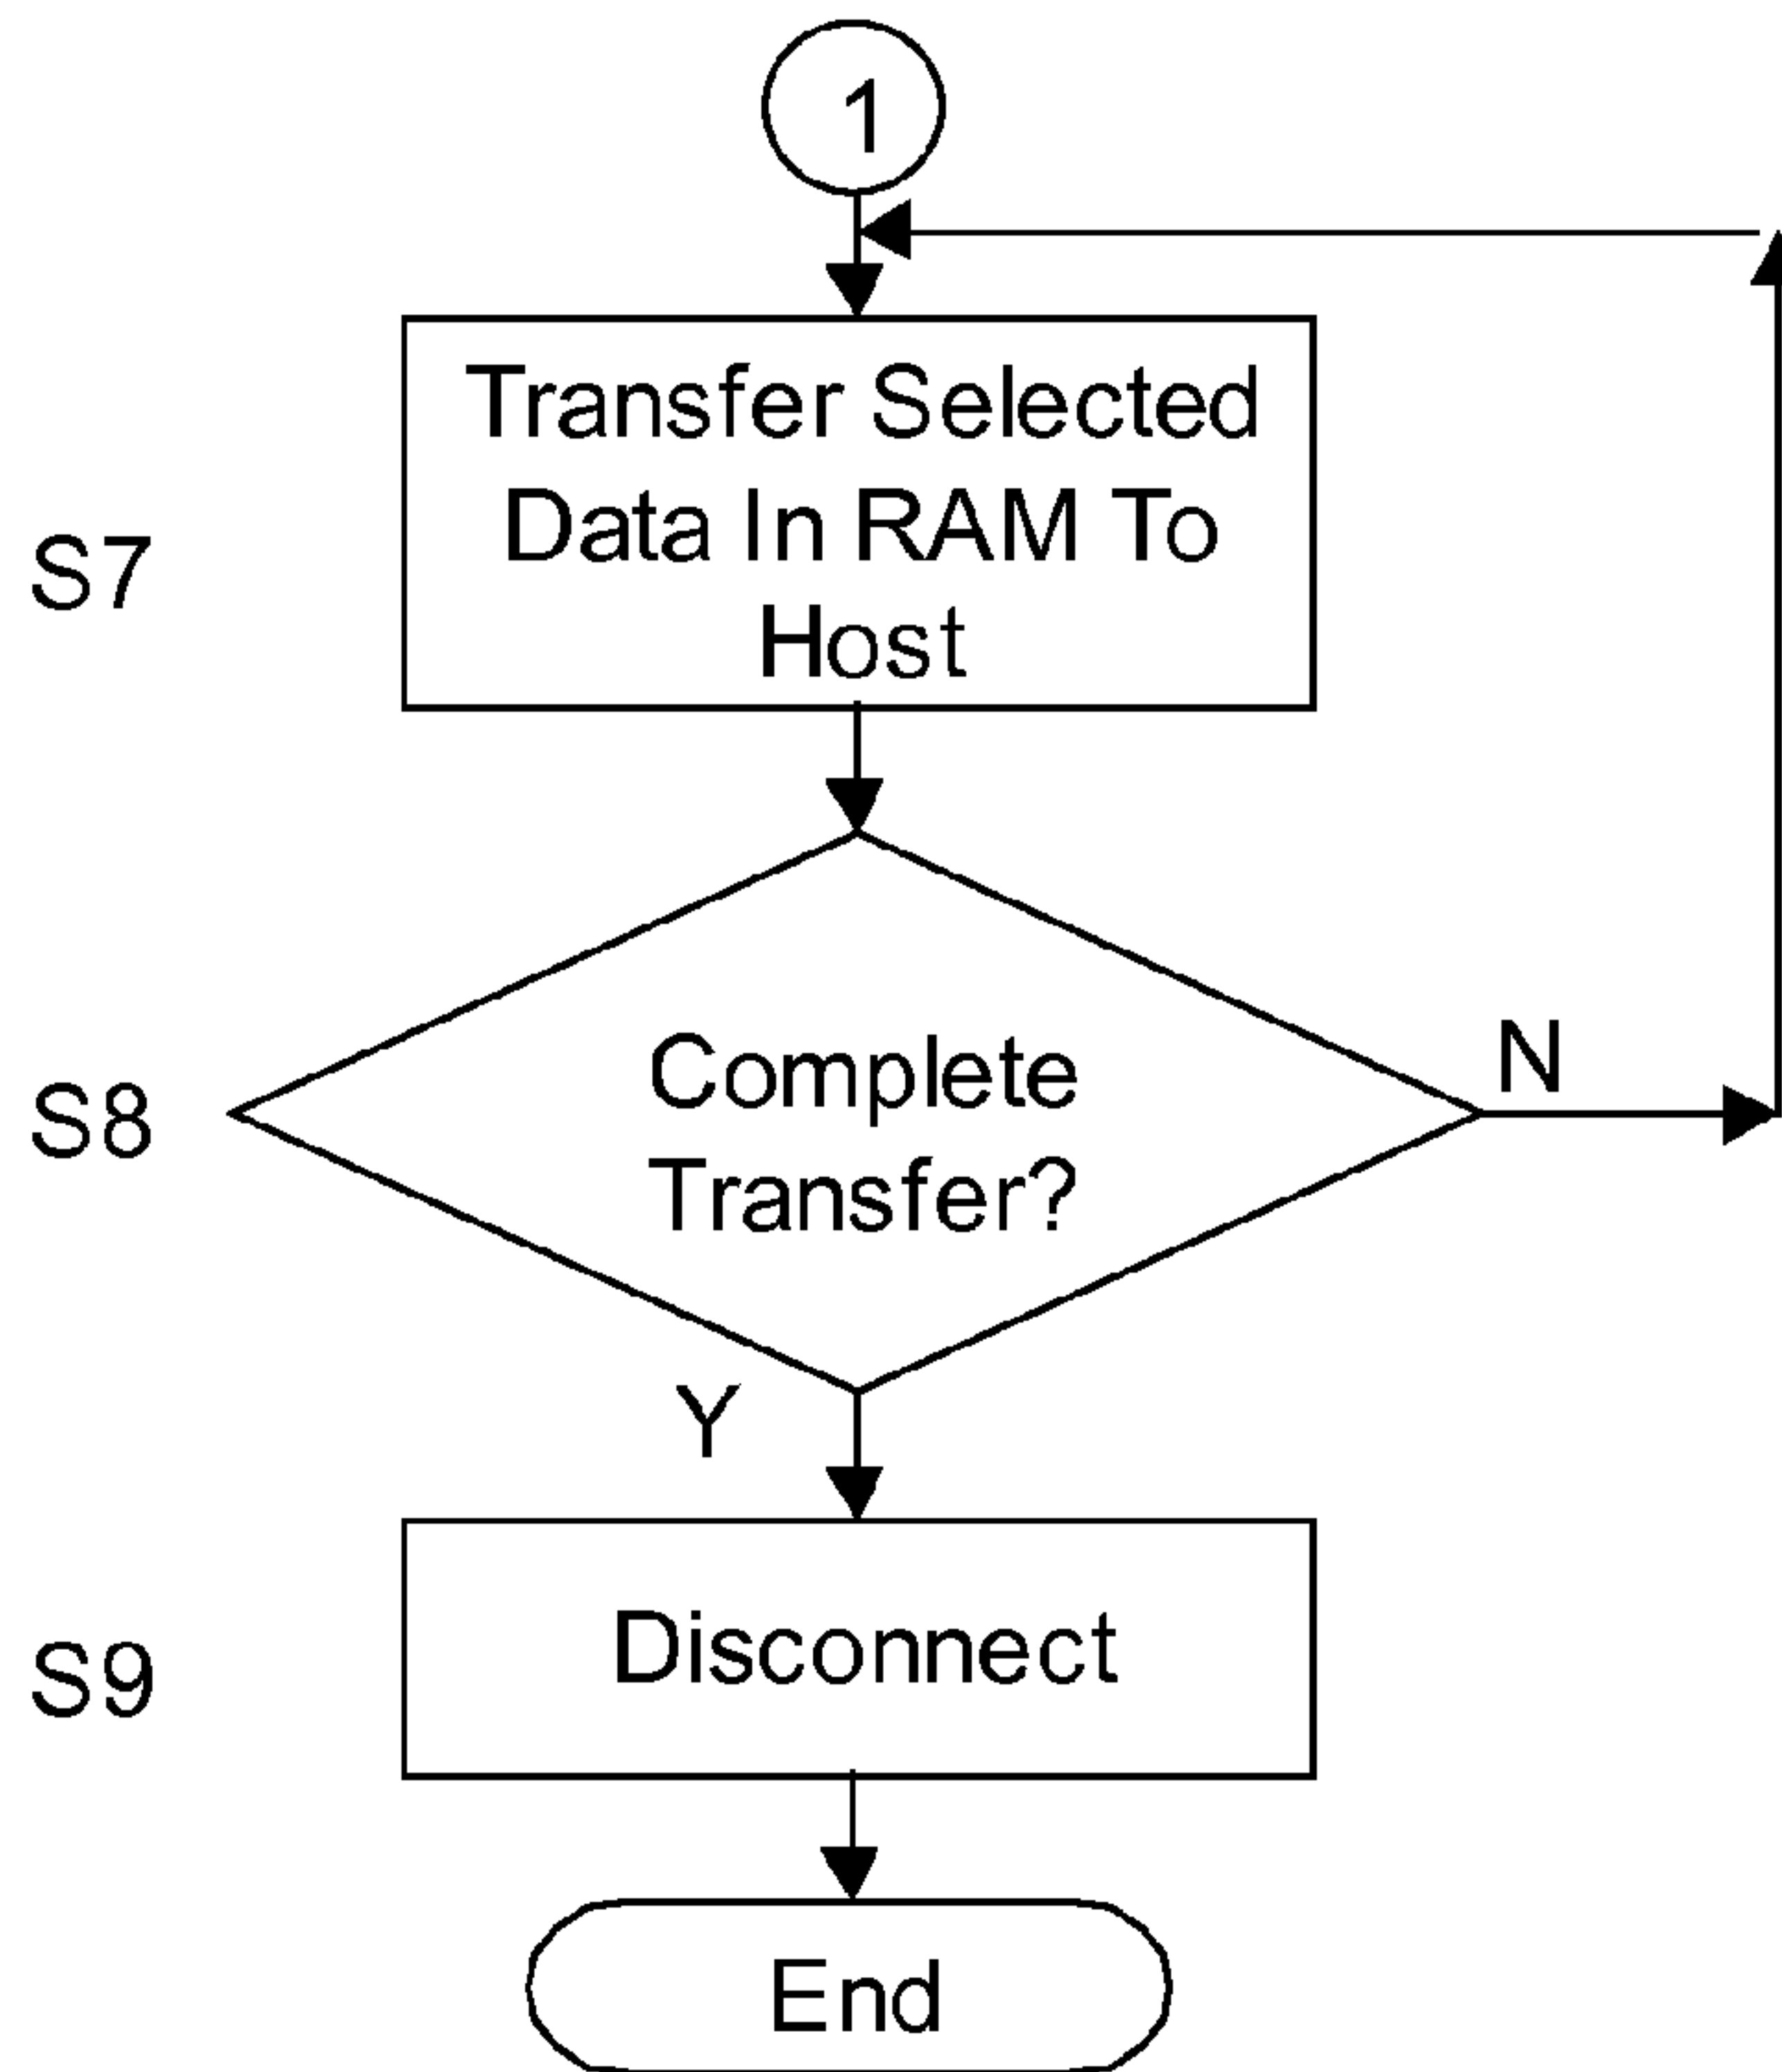 1
Transfer Selected
Data In RAM To
Host
S7
Complete
Transfer?
N
S8
Y
Disconnect
S9
End